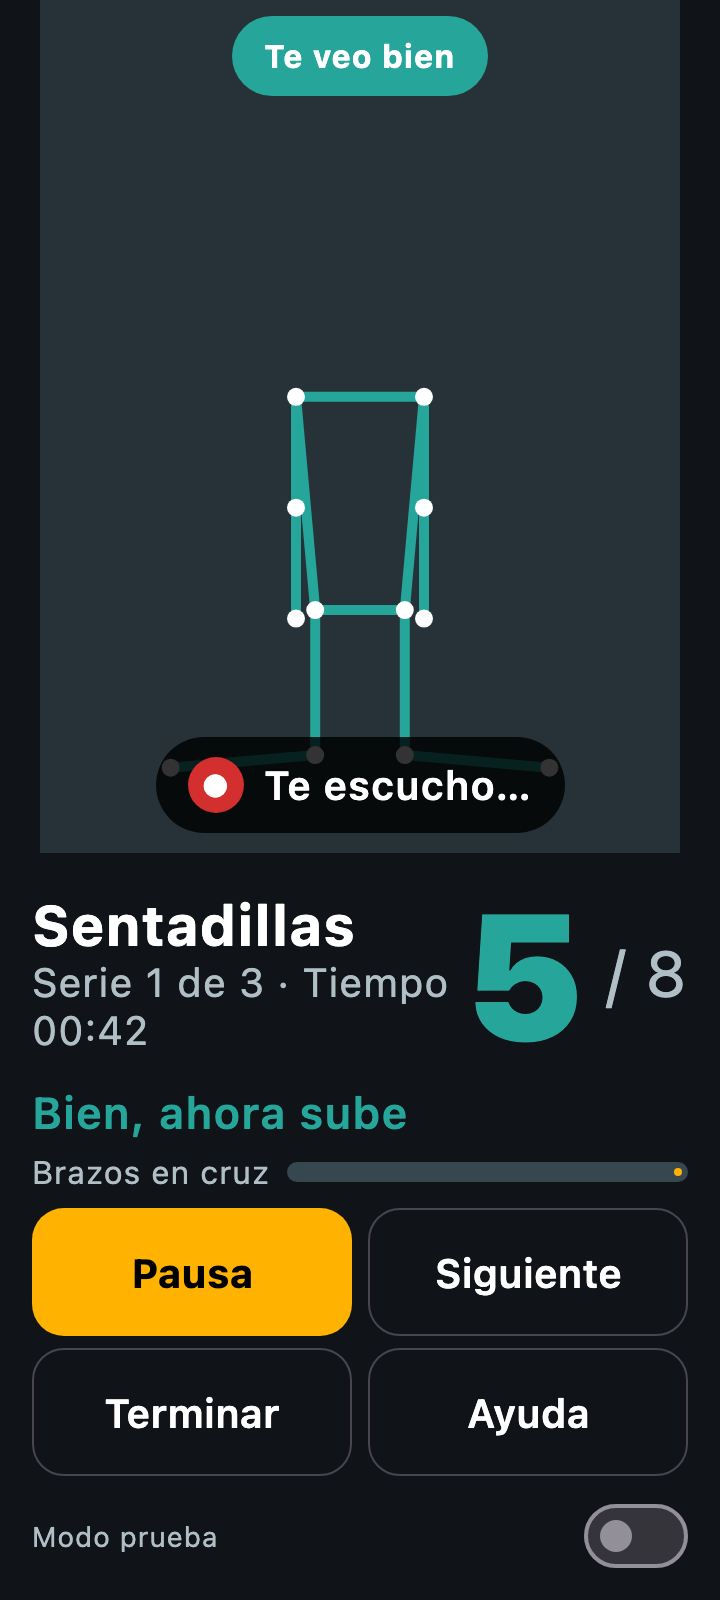 Te veo bien
Te escucho...
Sentadillas
Serie 1 de 3 · Tiempo
00:42
5 / 8
Bien, ahora sube
Brazos en cruz
Pausa
Siguiente
Terminar
Ayuda
Modo prueba